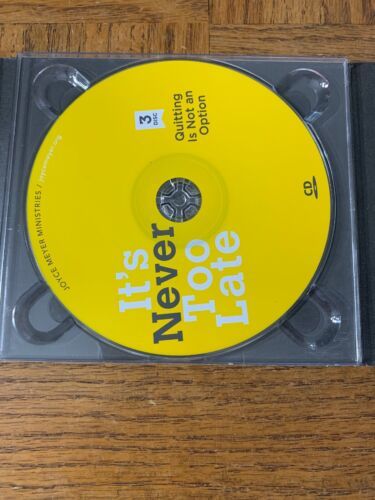 JOYCE MEYER MINISTRIES / joycemeyer.org
3
DISC
Quitting
Is Not an
Option
CD
It's
Never
Too
Late